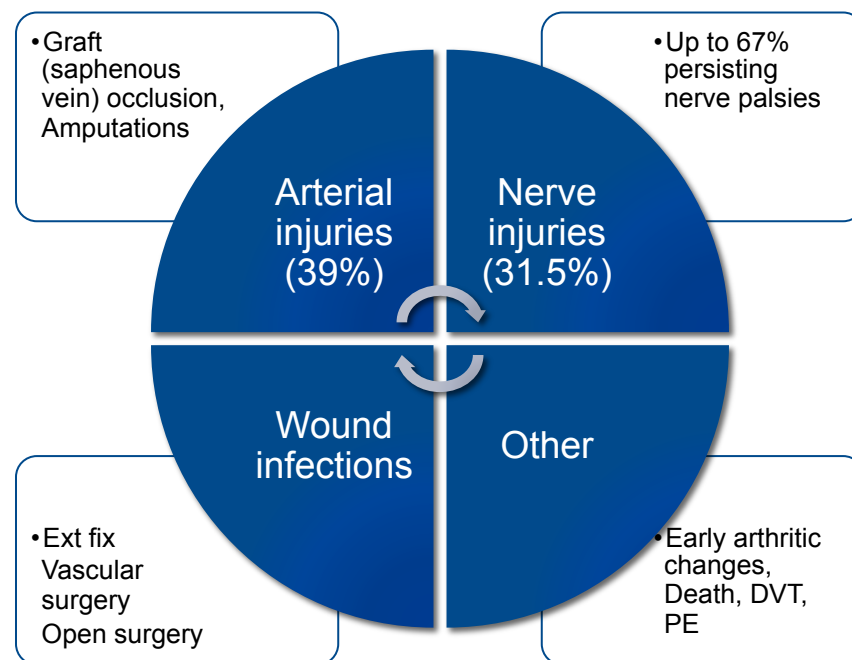 •Graft
(saphenous
vein) occlusion,
Amputations
•Up to 67%
persisting
nerve palsies
Arterial
injuries
(39%)
Nerve
injuries
(31.5%)
Wound
infections
Other
•Ext fix
Vascular
surgery
Open surgery
•Early arthritic
changes,
Death, DVT,
PE